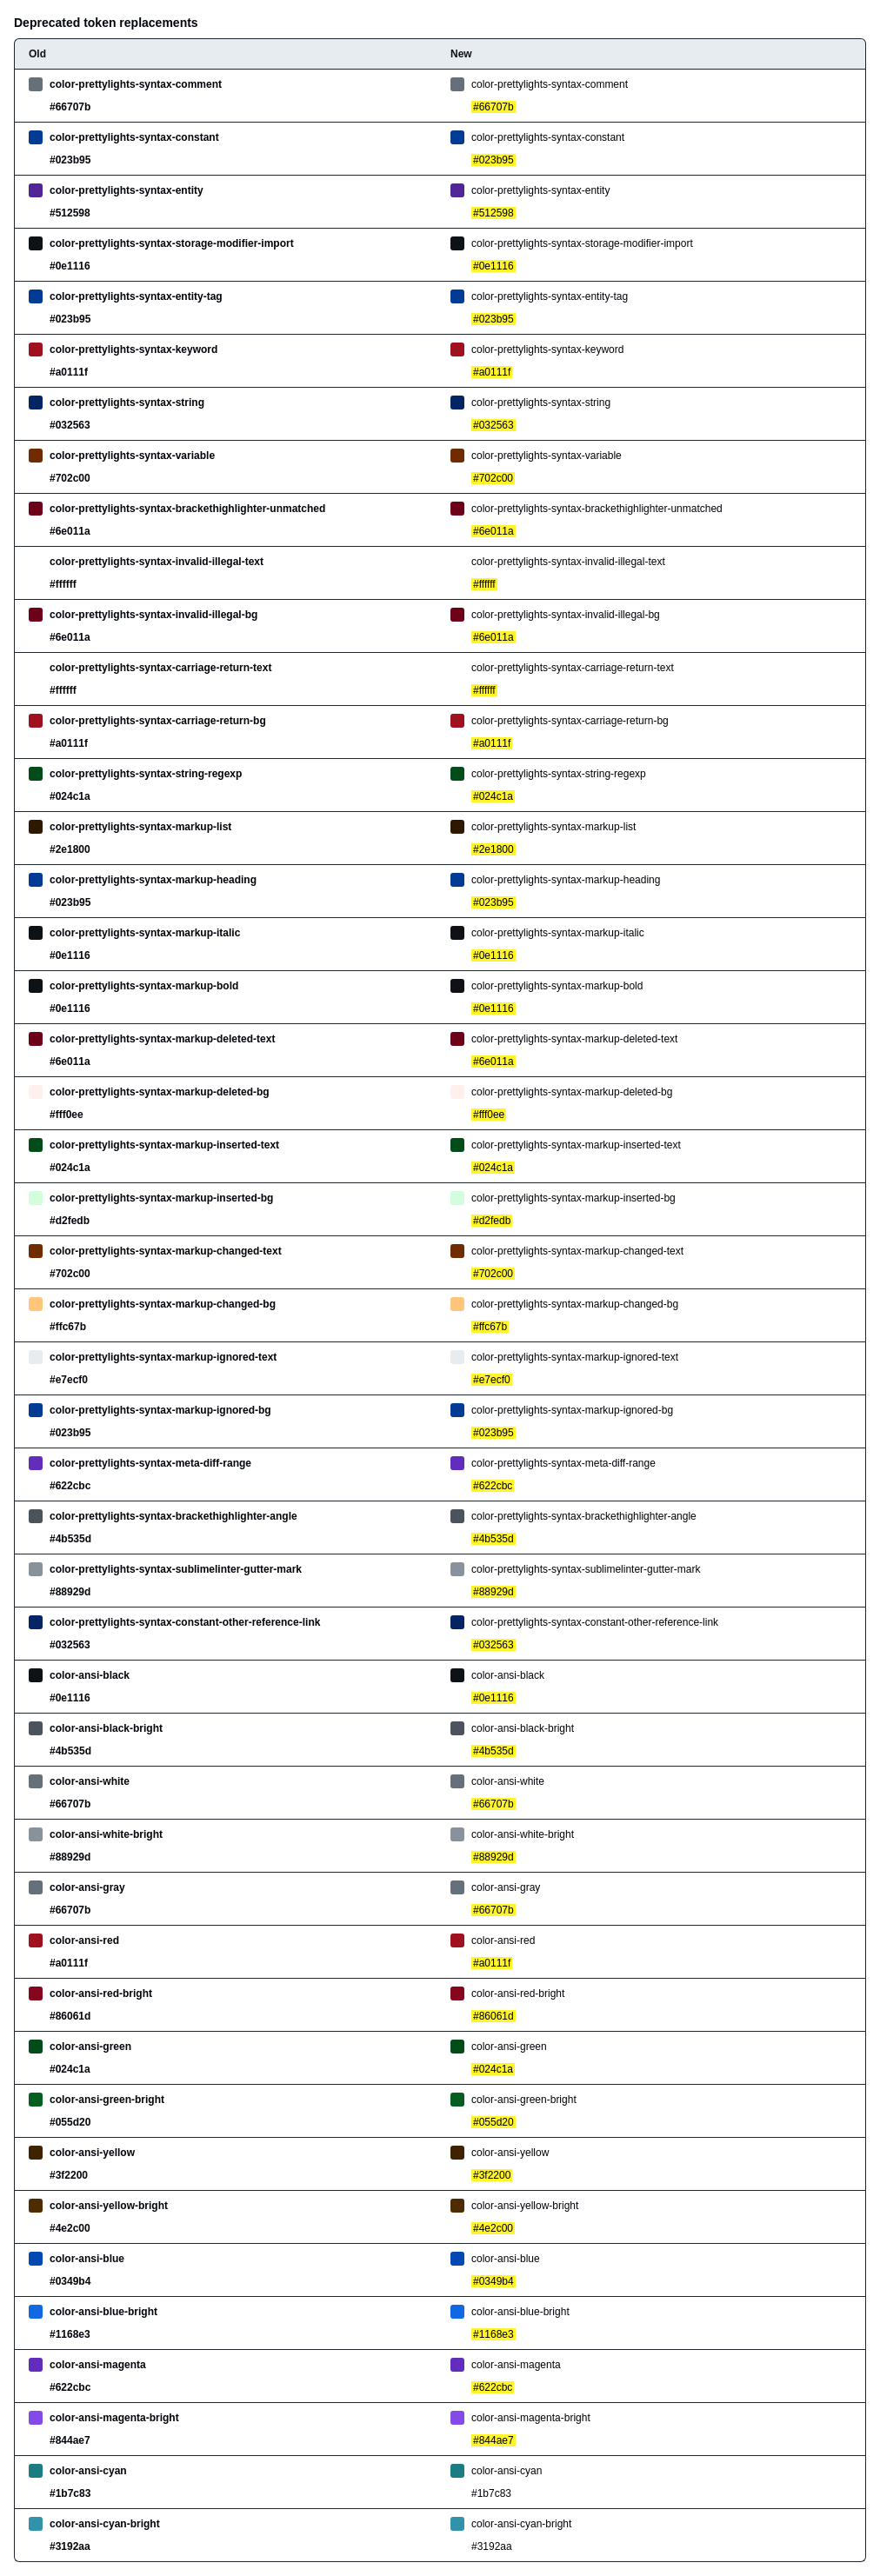 Deprecated token replacements
Old New
color-prettylights-syntax-comment color-prettylights-syntax-comment
#66707b #66707b
color-prettylights-syntax-constant color-prettylights-syntax-constant
#023b95 #023b95
color-prettylights-syntax-entity color-prettylights-syntax-entity
#512598 #512598
color-prettylights-syntax-storage-modifier-import color-prettylights-syntax-storage-modifier-import
#0e1116 #0e1116
color-prettylights-syntax-entity-tag color-prettylights-syntax-entity-tag
#023b95 #023b95
color-prettylights-syntax-keyword color-prettylights-syntax-keyword
#a0111f #a0111f
color-prettylights-syntax-string color-prettylights-syntax-string
#032563 #032563
color-prettylights-syntax-variable color-prettylights-syntax-variable
#702c00 #702c00
color-prettylights-syntax-brackethighlighter-unmatched color-prettylights-syntax-brackethighlighter-unmatched
#6e011a #6e011a
color-prettylights-syntax-invalid-illegal-text color-prettylights-syntax-invalid-illegal-text
#ffffff #ffffff
color-prettylights-syntax-invalid-illegal-bg color-prettylights-syntax-invalid-illegal-bg
#6e011a #6e011a
color-prettylights-syntax-carriage-return-text color-prettylights-syntax-carriage-return-text
#ffffff #ffffff
color-prettylights-syntax-carriage-return-bg color-prettylights-syntax-carriage-return-bg
#a0111f #a0111f
color-prettylights-syntax-string-regexp color-prettylights-syntax-string-regexp
#024c1a #024c1a
color-prettylights-syntax-markup-list color-prettylights-syntax-markup-list
#2e1800 #2e1800
color-prettylights-syntax-markup-heading color-prettylights-syntax-markup-heading
#023b95 #023b95
color-prettylights-syntax-markup-italic color-prettylights-syntax-markup-italic
#0e1116 #0e1116
color-prettylights-syntax-markup-bold color-prettylights-syntax-markup-bold
#0e1116 #0e1116
color-prettylights-syntax-markup-deleted-text color-prettylights-syntax-markup-deleted-text
#6e011a #6e011a
color-prettylights-syntax-markup-deleted-bg color-prettylights-syntax-markup-deleted-bg
#fff0ee #fff0ee
color-prettylights-syntax-markup-inserted-text color-prettylights-syntax-markup-inserted-text
#024c1a #024c1a
color-prettylights-syntax-markup-inserted-bg color-prettylights-syntax-markup-inserted-bg
#d2fedb #d2fedb
color-prettylights-syntax-markup-changed-text color-prettylights-syntax-markup-changed-text
#702c00 #702c00
color-prettylights-syntax-markup-changed-bg color-prettylights-syntax-markup-changed-bg
#ffc67b #ffc67b
color-prettylights-syntax-markup-ignored-text color-prettylights-syntax-markup-ignored-text
#e7ecf0 #e7ecf0
color-prettylights-syntax-markup-ignored-bg color-prettylights-syntax-markup-ignored-bg
#023b95 #023b95
color-prettylights-syntax-meta-diff-range color-prettylights-syntax-meta-diff-range
#622cbc #622cbc
color-prettylights-syntax-brackethighlighter-angle color-prettylights-syntax-brackethighlighter-angle
#4b535d #4b535d
color-prettylights-syntax-sublimelinter-gutter-mark color-prettylights-syntax-sublimelinter-gutter-mark
#88929d #88929d
color-prettylights-syntax-constant-other-reference-link color-prettylights-syntax-constant-other-reference-link
#032563 #032563
color-ansi-black color-ansi-black
#0e1116 #0e1116
color-ansi-black-bright color-ansi-black-bright
#4b535d #4b535d
color-ansi-white color-ansi-white
#66707b #66707b
color-ansi-white-bright color-ansi-white-bright
#88929d #88929d
color-ansi-gray color-ansi-gray
#66707b #66707b
color-ansi-red color-ansi-red
#a0111f #a0111f
color-ansi-red-bright color-ansi-red-bright
#86061d #86061d
color-ansi-green color-ansi-green
#024c1a #024c1a
color-ansi-green-bright color-ansi-green-bright
#055d20 #055d20
color-ansi-yellow color-ansi-yellow
#3f2200 #3f2200
color-ansi-yellow-bright color-ansi-yellow-bright
#4e2c00 #4e2c00
color-ansi-blue color-ansi-blue
#0349b4 #0349b4
color-ansi-blue-bright color-ansi-blue-bright
#1168e3 #1168e3
color-ansi-magenta color-ansi-magenta
#622cbc #622cbc
color-ansi-magenta-bright color-ansi-magenta-bright
#844ae7 #844ae7
color-ansi-cyan color-ansi-cyan
#1b7c83 #1b7c83
color-ansi-cyan-bright color-ansi-cyan-bright
#3192aa #3192aa